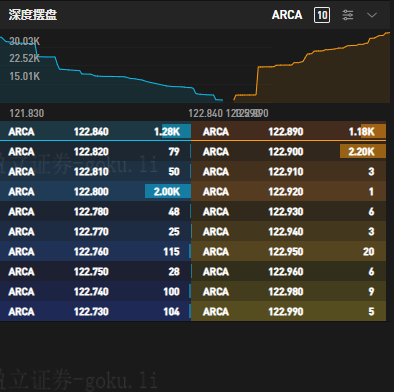 深度摆盘 ARCA 10
30.03K
22.52K
15.01K
121.830 122.840 122.890
ARCA 122.840 1.28K ARCA 122.890 1.18K
ARCA 122.820 79 ARCA 122.900 2.20K
ARCA 122.810 50 ARCA 122.910 3
ARCA 122.800 2.00K ARCA 122.920 1
ARCA 122.780 48 ARCA 122.930 6
ARCA 122.770 25 ARCA 122.940 3
ARCA 122.760 115 ARCA 122.950 20
ARCA 122.750 28 ARCA 122.960 6
ARCA 122.740 100 ARCA 122.980 9
ARCA 122.730 104 ARCA 122.990 5
盈立证券-goku.li
盈立证券-goku.li